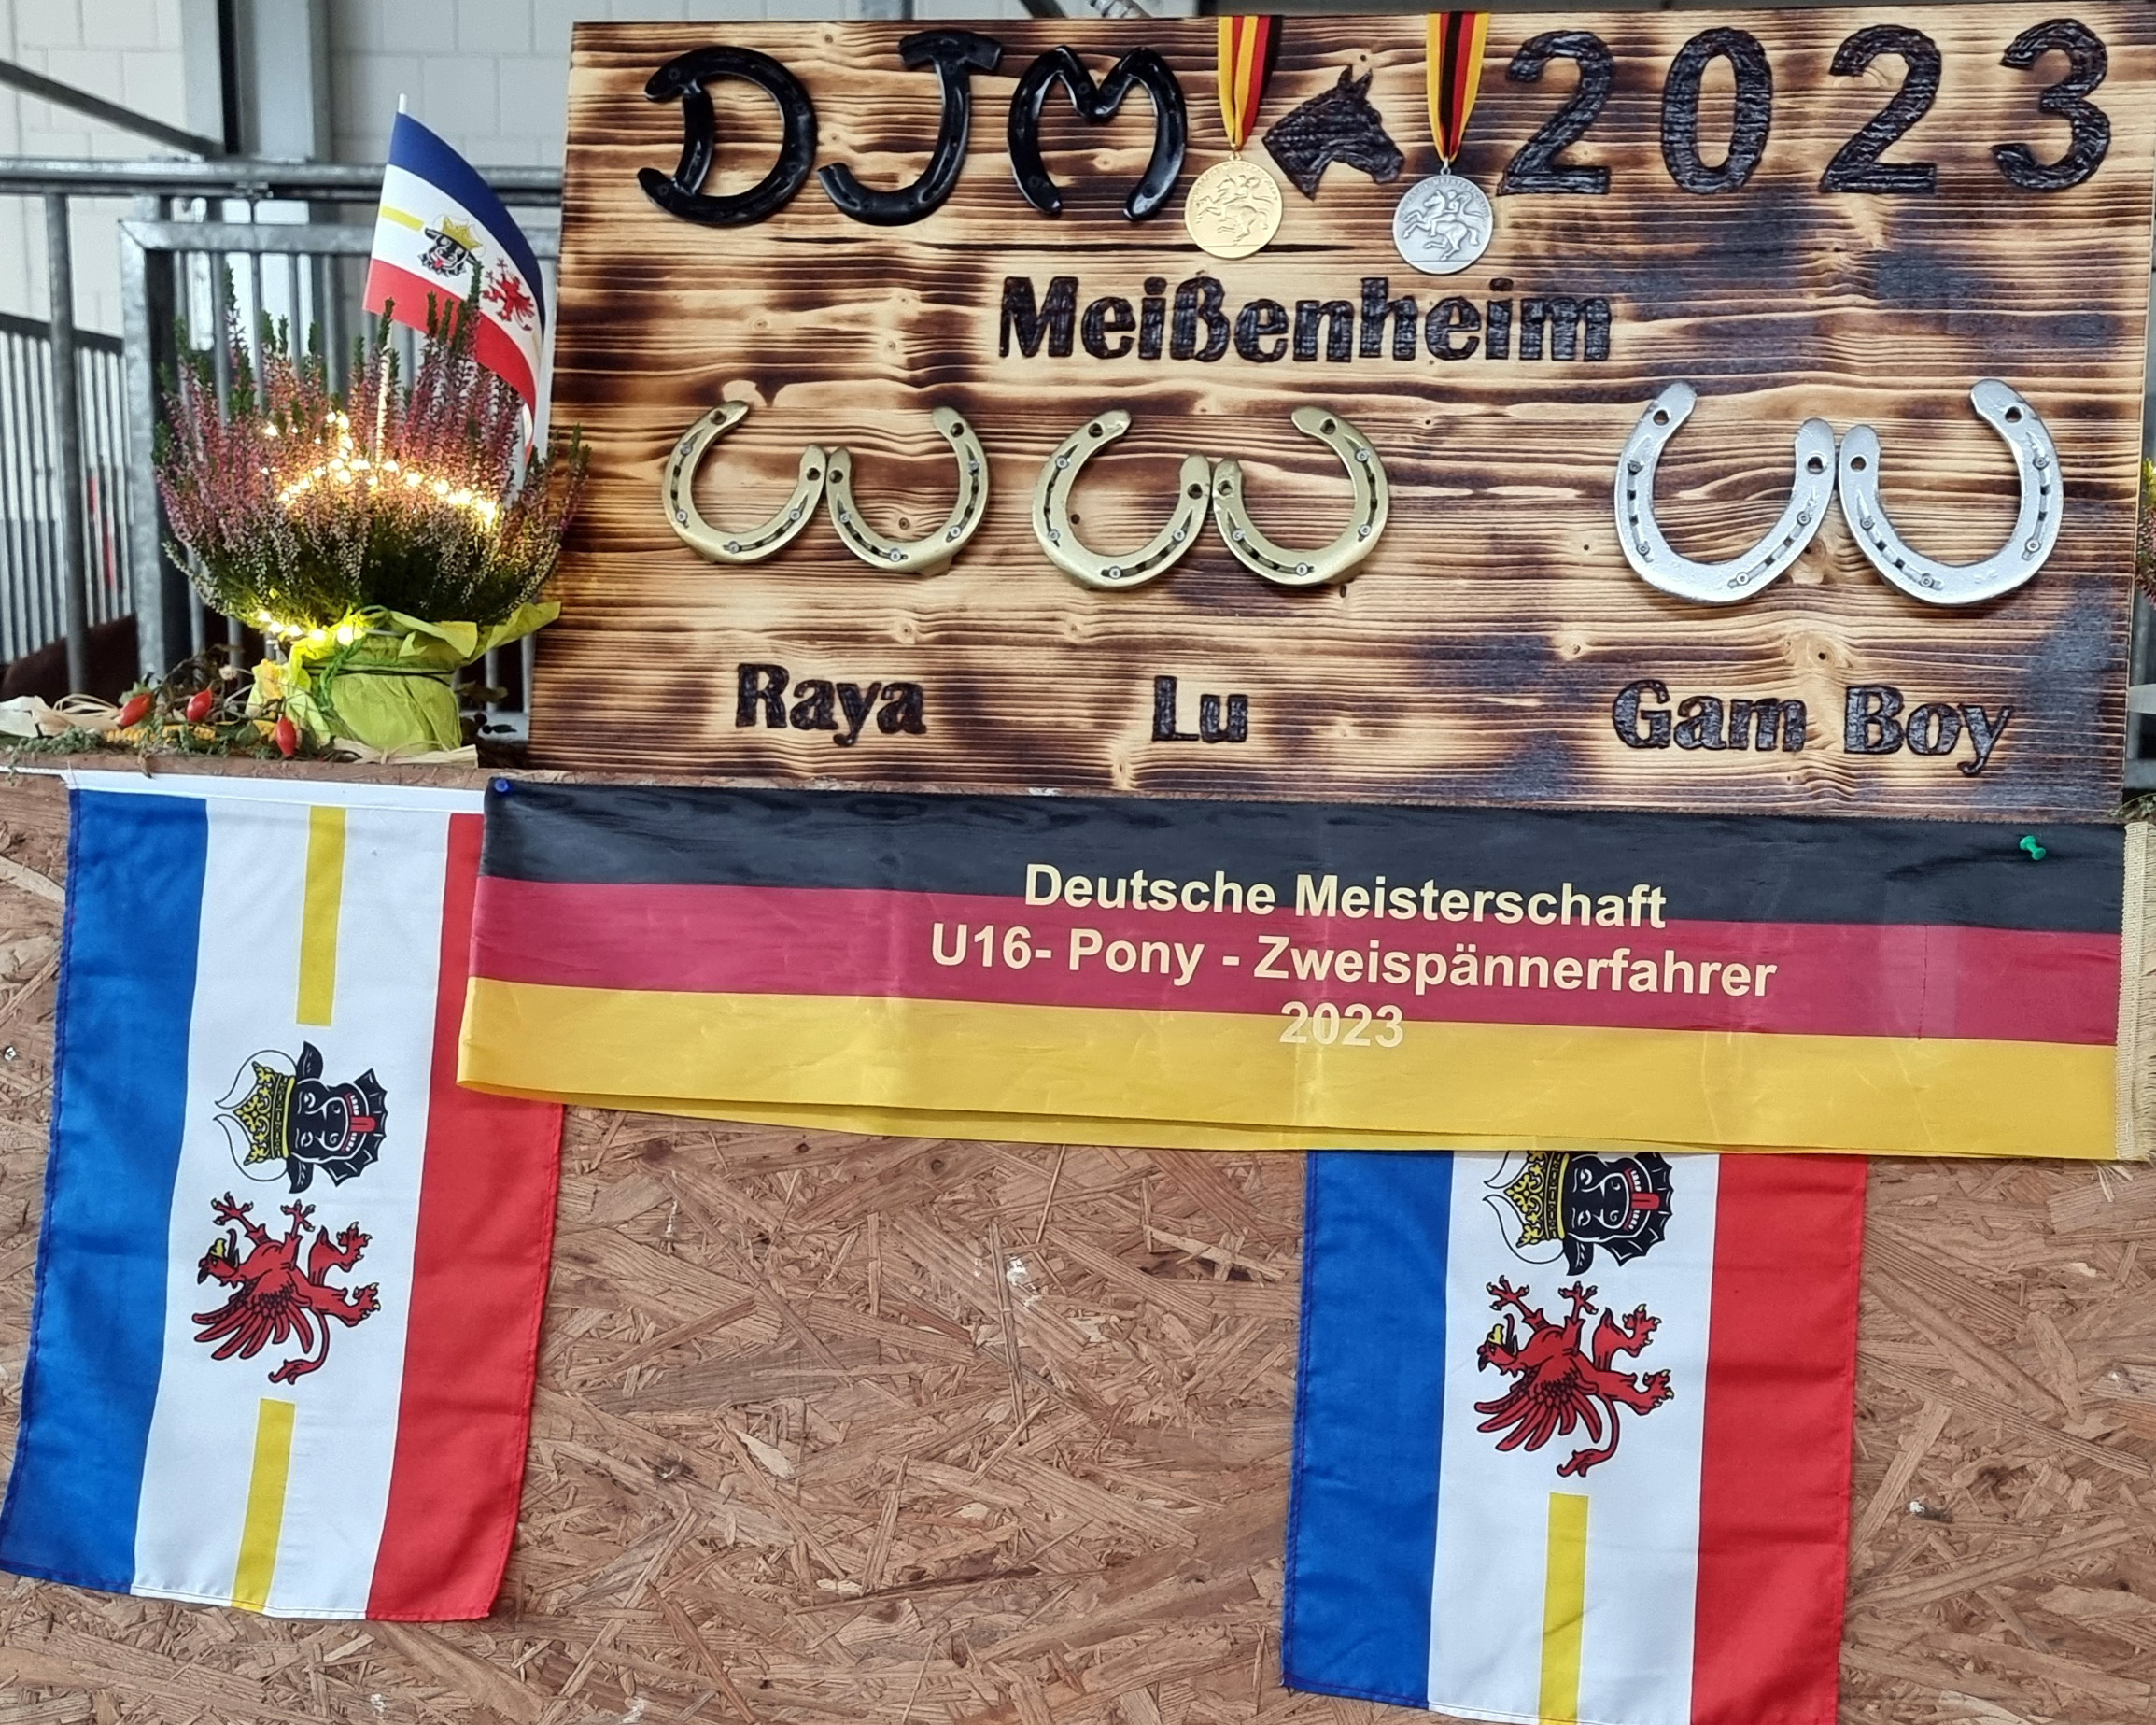 DJM 2023
Meißenheim
Raya Lu Gam Boy
Deutsche Meisterschaft
U16- Pony - Zweispännerfahrer
2023